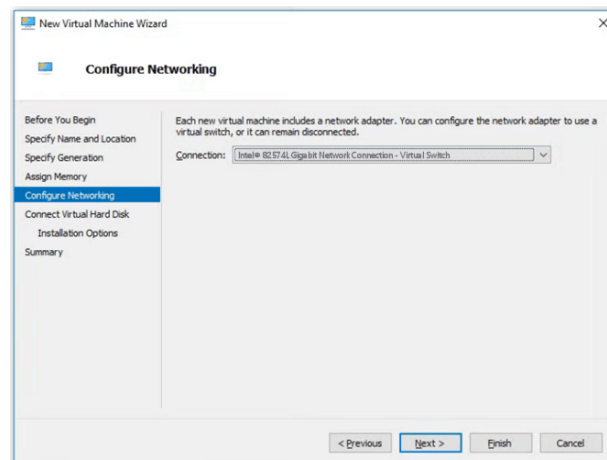 New Virtual Machine Wizard
Configure Networking
Before You Begin
Specify Name and Location
Specify Generation
Assign Memory
Configure Networking
Connect Virtual Hard Disk
Installation Options
Summary
Each new virtual machine includes a network adapter. You can configure the network adapter to use a
virtual switch, or it can remain disconnected.
Connection: Intel® 82574L Gigabit Network Connection - Virtual Switch
< Previous Next > Finish Cancel